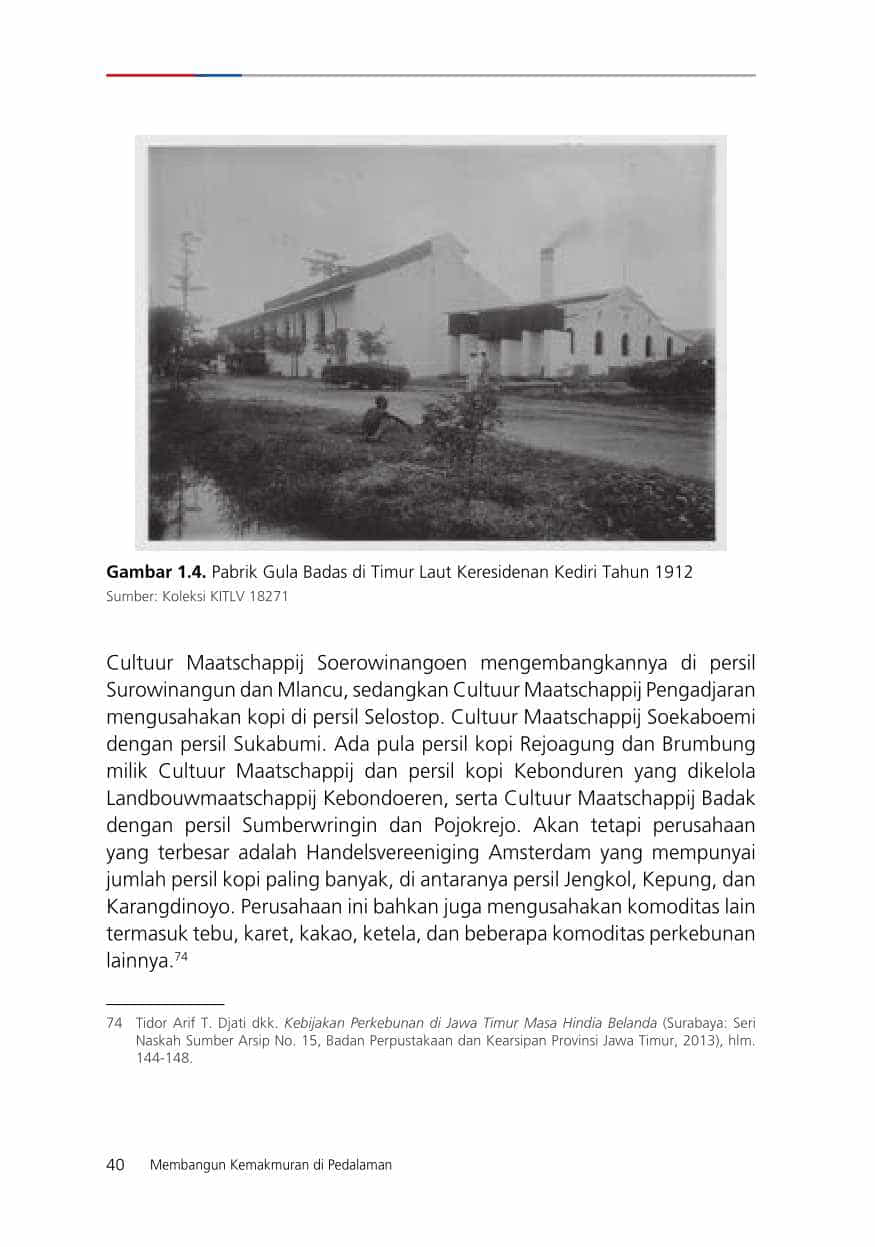 Gambar 1.4. Pabrik Gula Badas di Timur Laut Keresidenan Kediri Tahun 1912
Sumber: Koleksi KITLV 18271
Cultuur Maatschappij Soerowinangoen mengembangkannya di persil
Surowinangun dan Mlancu, sedangkan Cultuur Maatschappij Pengadjaran
mengusahakan kopi di persil Selostop. Cultuur Maatschappij Soekaboemi
dengan persil Sukabumi. Ada pula persil kopi Rejoagung dan Brumbung
milik Cultuur Maatschappij dan persil kopi Kebonduren yang dikelola
Landbouwmaatschappij Kebondoeren, serta Cultuur Maatschappij Badak
dengan persil Sumberwringin dan Pojokrejo. Akan tetapi perusahaan
yang terbesar adalah Handelsvereeniging Amsterdam yang mempunyai
jumlah persil kopi paling banyak, di antaranya persil Jengkol, Kepung, dan
Karangdinoyo. Perusahaan ini bahkan juga mengusahakan komoditas lain
termasuk tebu, karet, kakao, ketela, dan beberapa komoditas perkebunan
lainnya.74
74 Tidor Arif T. Djati dkk. Kebijakan Perkebunan di Jawa Timur Masa Hindia Belanda (Surabaya: Seri
Naskah Sumber Arsip No. 15, Badan Perpustakaan dan Kearsipan Provinsi Jawa Timur, 2013), hlm.
144-148.
40 Membangun Kemakmuran di Pedalaman